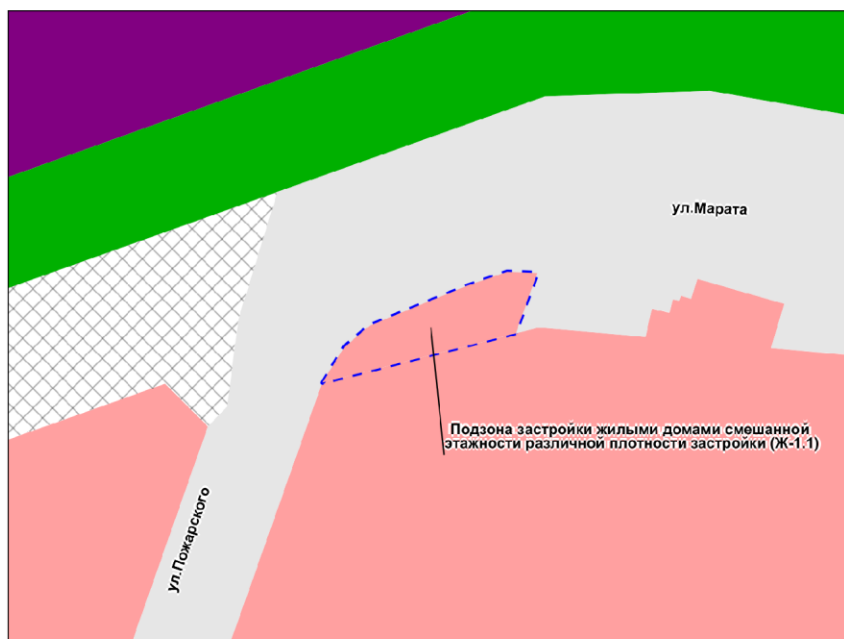 ул.Марата
Подзона застройки жилыми домами смешанной
этажности различной плотности застройки (Ж-1.1)
ул.Пожарского